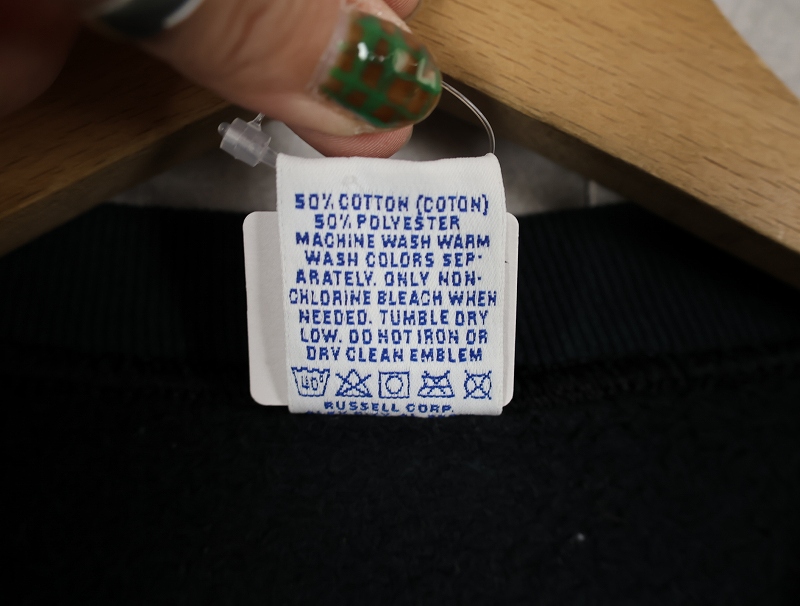 50% COTTON (COTON)
50% POLYESTER
MACHINE WASH WARM
WASH COLORS SEP-
ARATELY. ONLY NON-
CHLORINE BLEACH WHEN
NEEDED. TUMBLE DRY
LOW. DO NOT IRON OR
DRY CLEAN EMBLEM
40°
RUSSELL CORP.